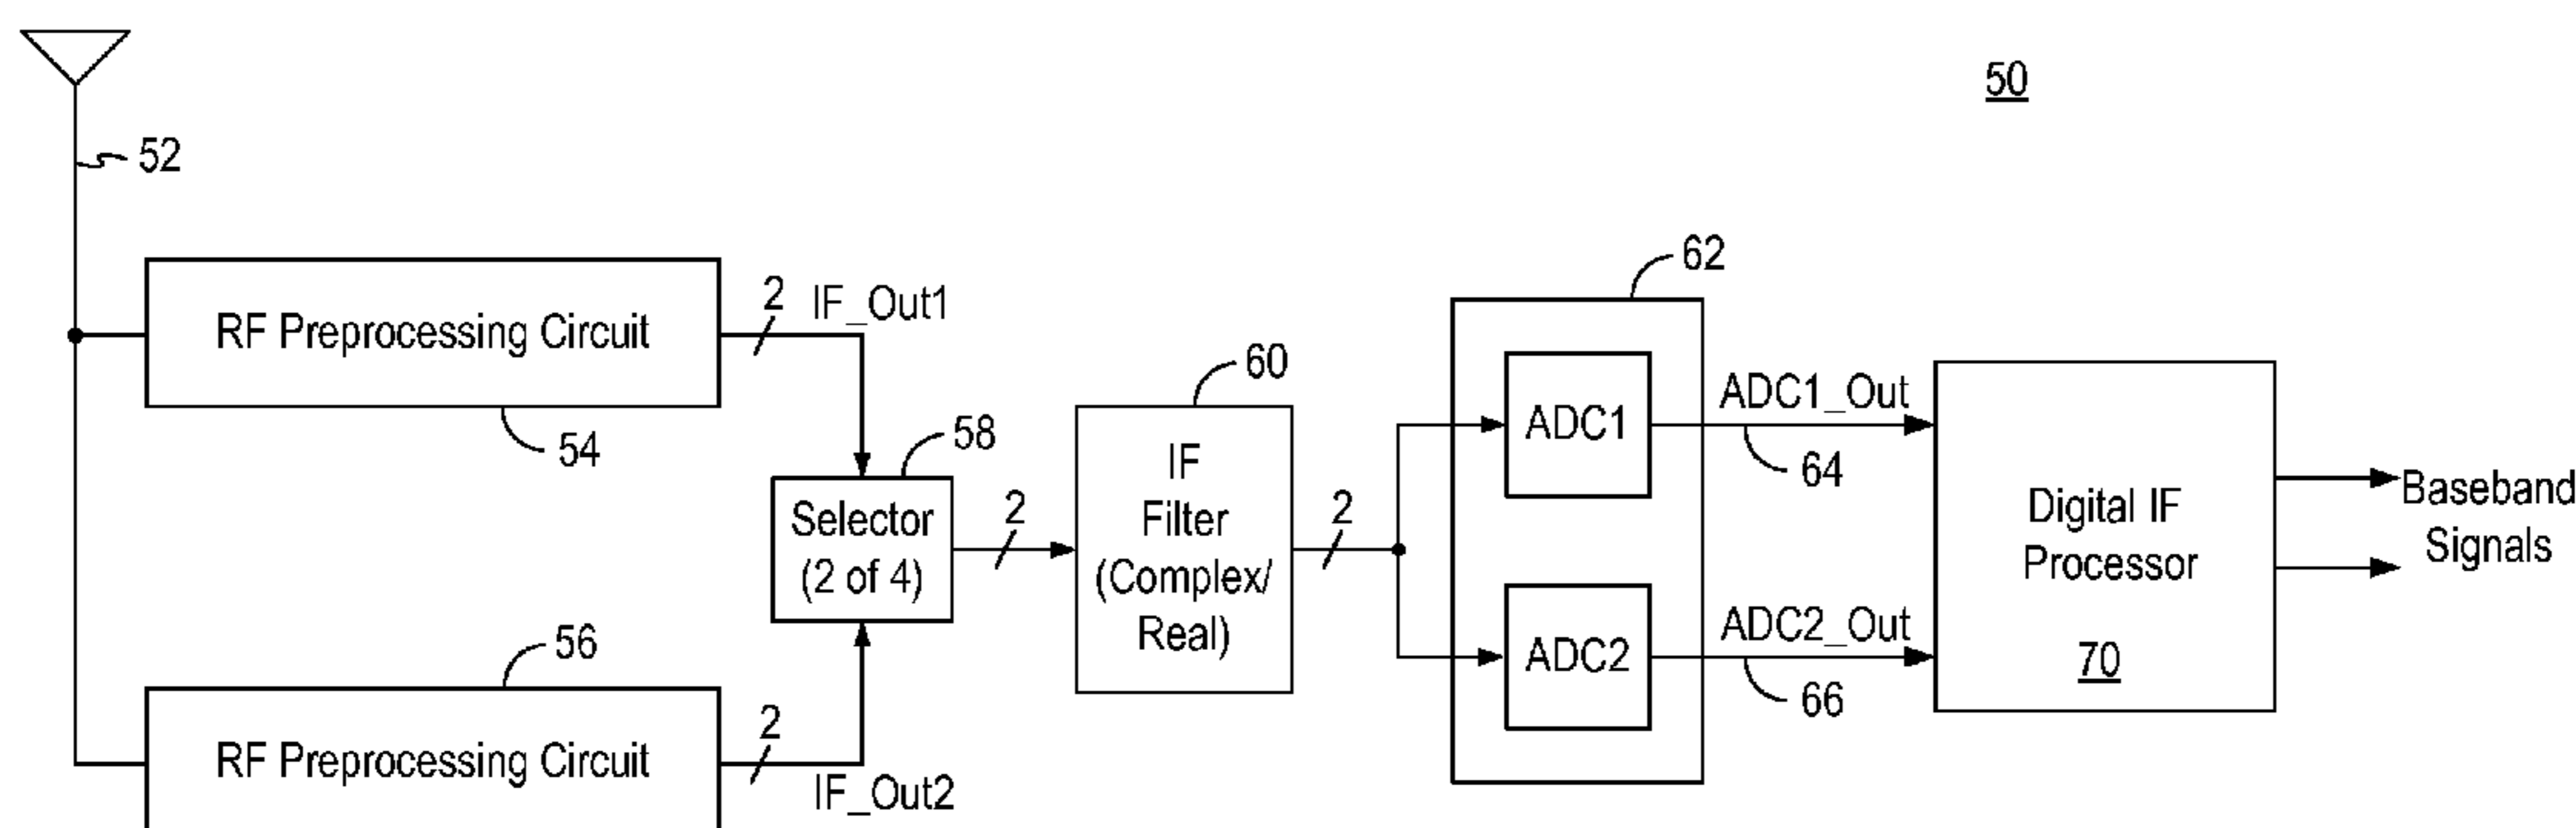 50
52
RF Preprocessing Circuit
54
2
IF_Out1
58
Selector
(2 of 4)
2
60
IF
Filter
(Complex/
Real)
2
62
ADC1
ADC1_Out
64
ADC2
ADC2_Out
66
Digital IF
Processor
70
Baseband
Signals
56
RF Preprocessing Circuit
2
IF_Out2